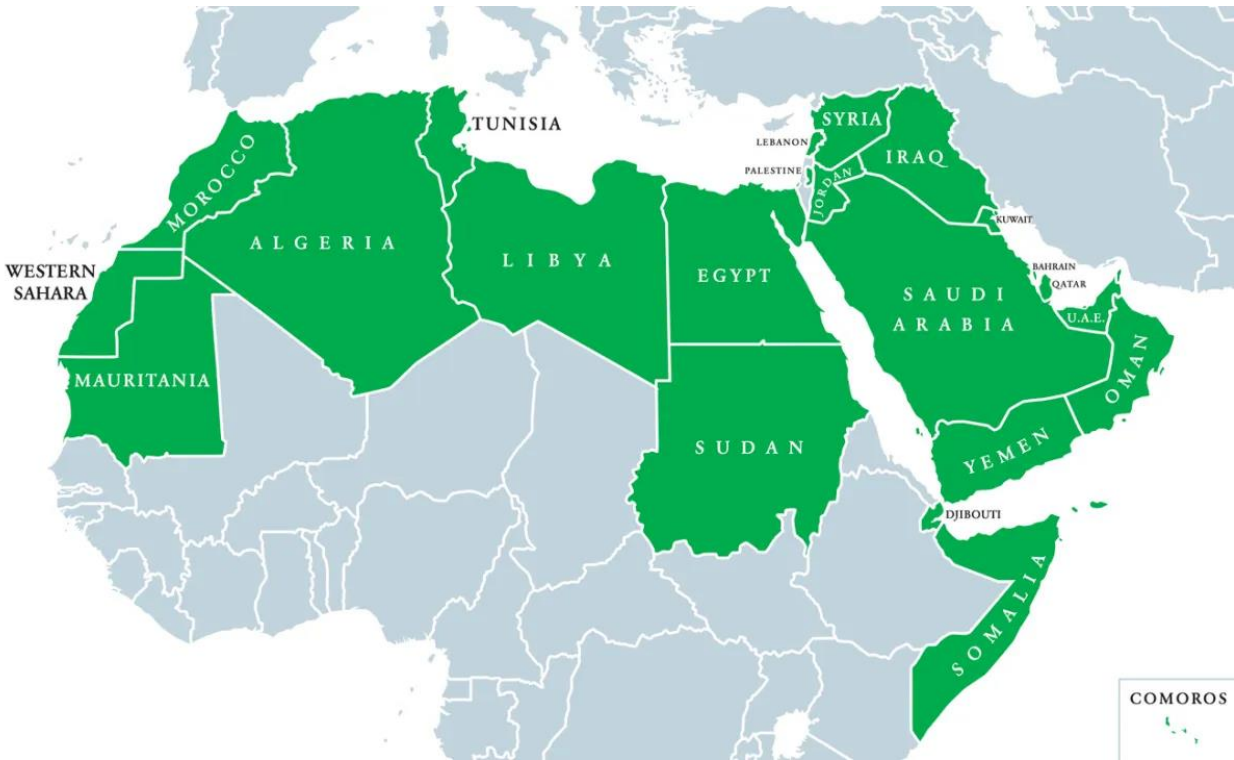 TUNISIA
SYRIA
LEBANON
IRAQ
MOROCCO
PALESTINE
JORDAN
KUWAIT
ALGERIA
LIBYA
EGYPT
WESTERN
SAHARA
BAHRAIN
QATAR
SAUDI
ARABIA
U.A.E.
MAURITANIA
OMAN
SUDAN
YEMEN
DJIBOUTI
SOMALIA
COMOROS